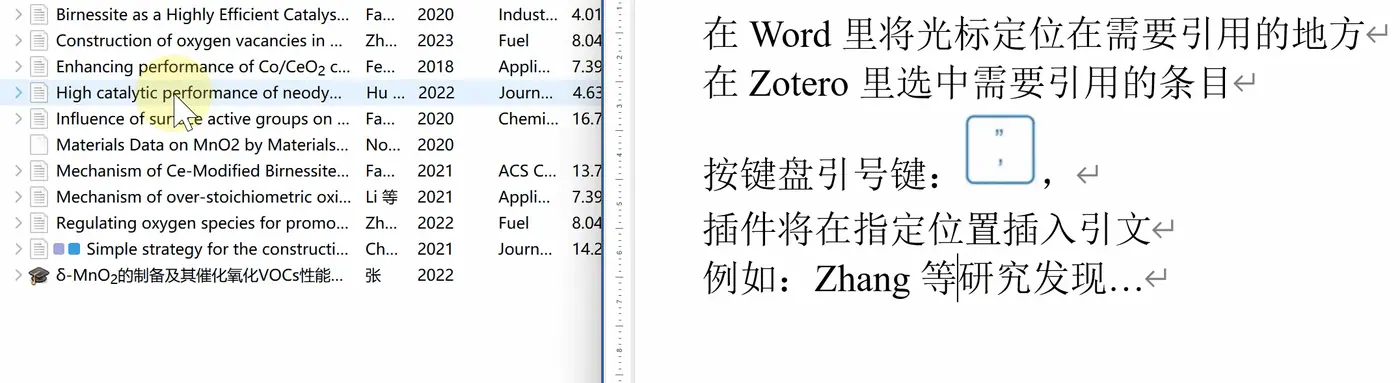 Birnessite as a Highly Efficient Catalys... Fa... 2020 Indust... 4.01
Construction of oxygen vacancies in ... Zh... 2023 Fuel 8.04
Enhancing performance of Co/CeO₂ c... Fe... 2018 Appli... 7.39
High catalytic performance of neody... Hu ... 2022 Journ... 4.63
Influence of surface active groups on ... Fa... 2020 Chemi... 16.7
Materials Data on MnO2 by Materials... No... 2020
Mechanism of Ce-Modified Birnessite... Fa... 2021 ACS C... 13.7
Mechanism of over-stoichiometric oxi... Li 等 2021 Appli... 7.39
Regulating oxygen species for promo... Zh... 2022 Fuel 8.04
Simple strategy for the constructi... Ch... 2021 Journ... 14.2
δ-MnO₂的制备及其催化氧化VOCs性能... 张 2022
在 Word 里将光标定位在需要引用的地方
在 Zotero 里选中需要引用的条目
按键盘引号键：" ' ，
插件将在指定位置插入引文
例如：Zhang 等研究发现...